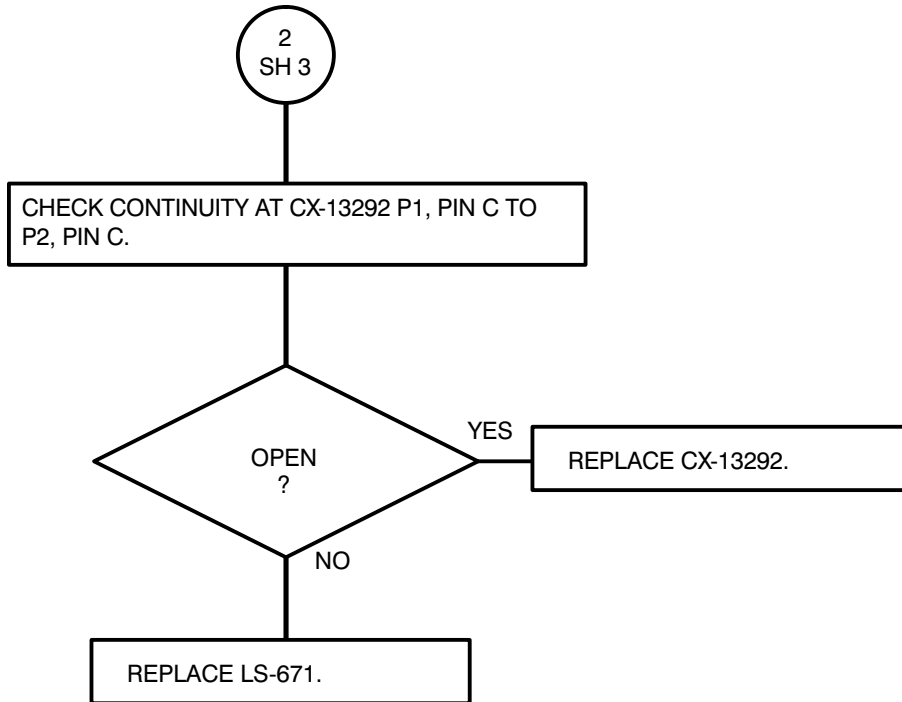 2
SH 3
CHECK CONTINUITY AT CX-13292 P1, PIN C TO
P2, PIN C.
OPEN
?
YES
REPLACE CX-13292.
NO
REPLACE LS-671.